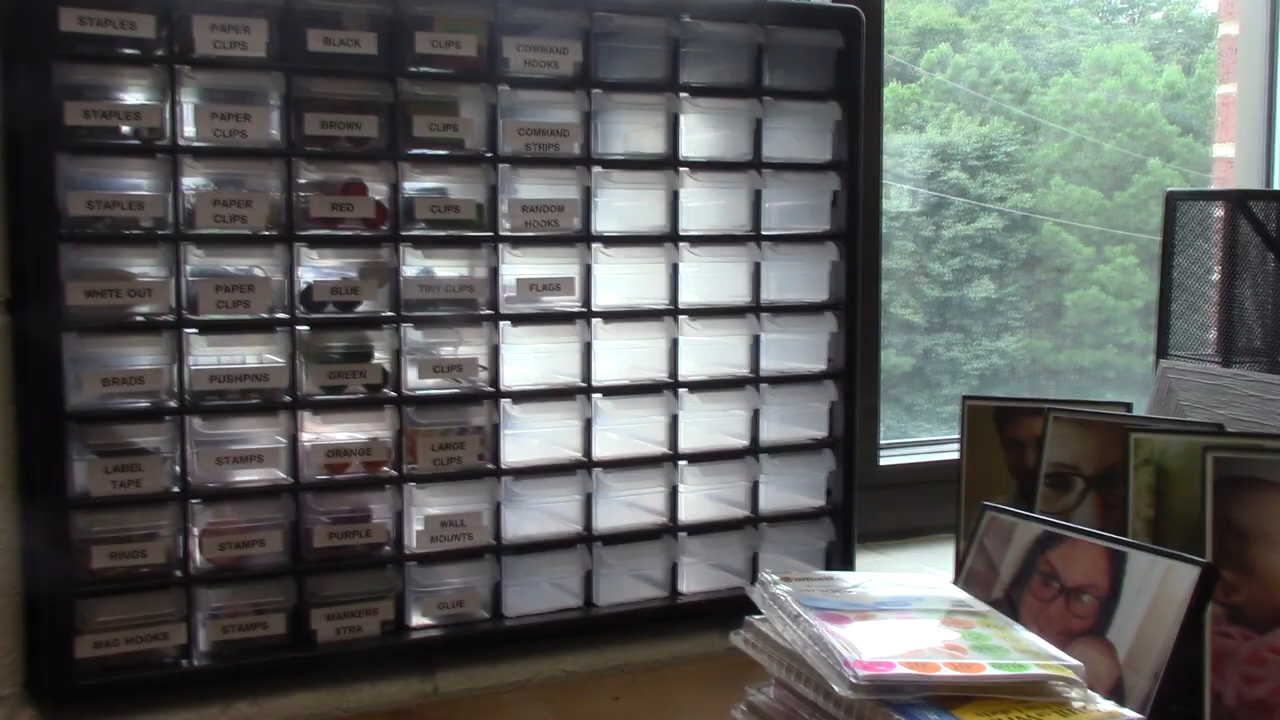 STAPLES
PAPER
CLIPS
BLACK
CLIPS
COMMAND
HOOKS
STAPLES
PAPER
CLIPS
BROWN
CLIPS
COMMAND
STRIPS
STAPLES
PAPER
CLIPS
RED
CLIPS
RANDOM
HOOKS
WHITE OUT
PAPER
CLIPS
BLUE
TINY CLIPS
FLAGS
BRADS
PUSHPINS
GREEN
CLIPS
LABEL
TAPE
STAMPS
ORANGE
LARGE
CLIPS
RINGS
STAMPS
PURPLE
WALL
MOUNTS
MAG HOOKS
STAMPS
MARKERS
XTRA
GLUE